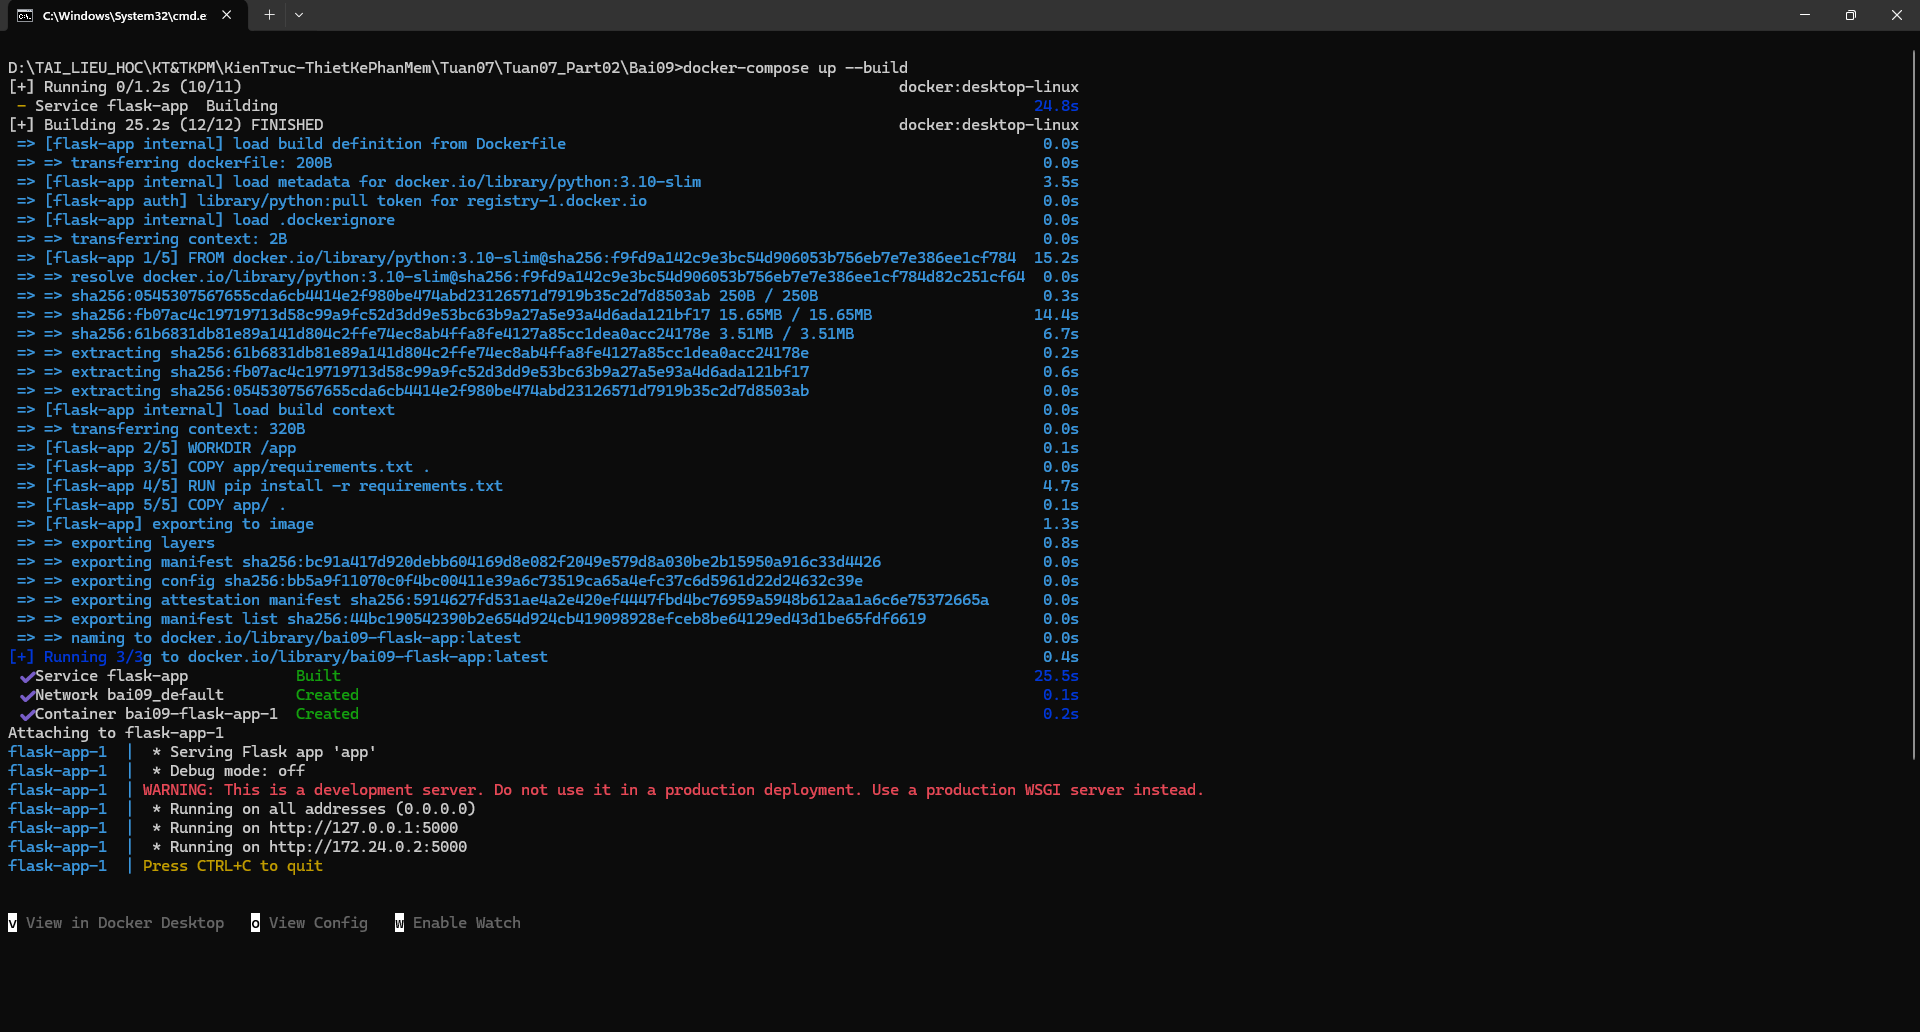 C:\Windows\System32\cmd.e
D:\TAI_LIEU_HOC\KT&TKPM\KienTruc-ThietKePhanMem\Tuan07\Tuan07_Part02\Bai09>docker-compose up --build
[+] Running 0/1.2s (10/11) docker:desktop-linux
- Service flask-app Building 24.8s
[+] Building 25.2s (12/12) FINISHED docker:desktop-linux
=> [flask-app internal] load build definition from Dockerfile 0.0s
=> => transferring dockerfile: 200B 0.0s
=> [flask-app internal] load metadata for docker.io/library/python:3.10-slim 3.5s
=> [flask-app auth] library/python:pull token for registry-1.docker.io 0.0s
=> [flask-app internal] load .dockerignore 0.0s
=> => transferring context: 2B 0.0s
=> [flask-app 1/5] FROM docker.io/library/python:3.10-slim@sha256:f9fd9a142c9e3bc54d906053b756eb7e7e386ee1cf784 15.2s
=> => resolve docker.io/library/python:3.10-slim@sha256:f9fd9a142c9e3bc54d906053b756eb7e7e386ee1cf784d82c251cf64 0.0s
=> => sha256:0545307567655cda6cb4414e2f980be474abd23126571d7919b35c2d7d8503ab 250B / 250B 0.3s
=> => sha256:fb07ac4c19719713d58c99a9fc52d3dd9e53bc63b9a27a5e93a4d6ada121bf17 15.65MB / 15.65MB 14.4s
=> => sha256:61b6831db81e89a141d804c2ffe74ec8ab4ffa8fe4127a85cc1dea0acc24178e 3.51MB / 3.51MB 6.7s
=> => extracting sha256:61b6831db81e89a141d804c2ffe74ec8ab4ffa8fe4127a85cc1dea0acc24178e 0.2s
=> => extracting sha256:fb07ac4c19719713d58c99a9fc52d3dd9e53bc63b9a27a5e93a4d6ada121bf17 0.6s
=> => extracting sha256:0545307567655cda6cb4414e2f980be474abd23126571d7919b35c2d7d8503ab 0.0s
=> [flask-app internal] load build context 0.0s
=> => transferring context: 320B 0.0s
=> [flask-app 2/5] WORKDIR /app 0.1s
=> [flask-app 3/5] COPY app/requirements.txt . 0.0s
=> [flask-app 4/5] RUN pip install -r requirements.txt 4.7s
=> [flask-app 5/5] COPY app/ . 0.1s
=> [flask-app] exporting to image 1.3s
=> => exporting layers 0.8s
=> => exporting manifest sha256:bc91a417d920debb604169d8e082f2049e579d8a030be2b15950a916c33d4426 0.0s
=> => exporting config sha256:bb5a9f11070c0f4bc00411e39a6c73519ca65a4efc37c6d5961d22d24632c39e 0.0s
=> => exporting attestation manifest sha256:5914627fd531ae4a2e420ef4447fbd4bc76959a5948b612aa1a6c6e75372665a 0.0s
=> => exporting manifest list sha256:44bc190542390b2e654d924cb419098928efceb8be64129ed43d1be65fdf6619 0.0s
=> => naming to docker.io/library/bai09-flask-app:latest 0.0s
[+] Running 3/3g to docker.io/library/bai09-flask-app:latest 0.4s
✔Service flask-app Built 25.5s
✔Network bai09_default Created 0.1s
✔Container bai09-flask-app-1 Created 0.2s
Attaching to flask-app-1
flask-app-1 | * Serving Flask app 'app'
flask-app-1 | * Debug mode: off
flask-app-1 | WARNING: This is a development server. Do not use it in a production deployment. Use a production WSGI server instead.
flask-app-1 | * Running on all addresses (0.0.0.0)
flask-app-1 | * Running on http://127.0.0.1:5000
flask-app-1 | * Running on http://172.24.0.2:5000
flask-app-1 | Press CTRL+C to quit
v View in Docker Desktop o View Config w Enable Watch